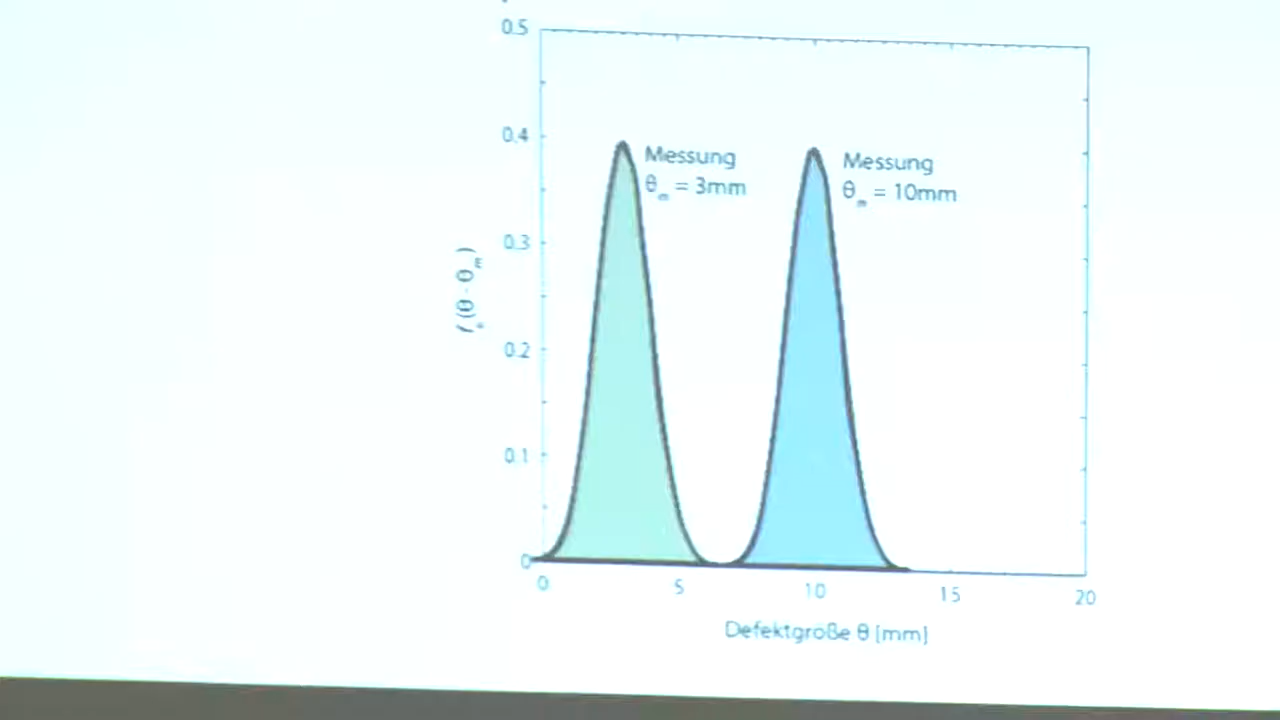 0.5
0.4
0.3
0.2
0.1
0
Messung
θm = 3mm
Messung
θm = 10mm
0 5 10 15 20
Defektgröße θ [mm]